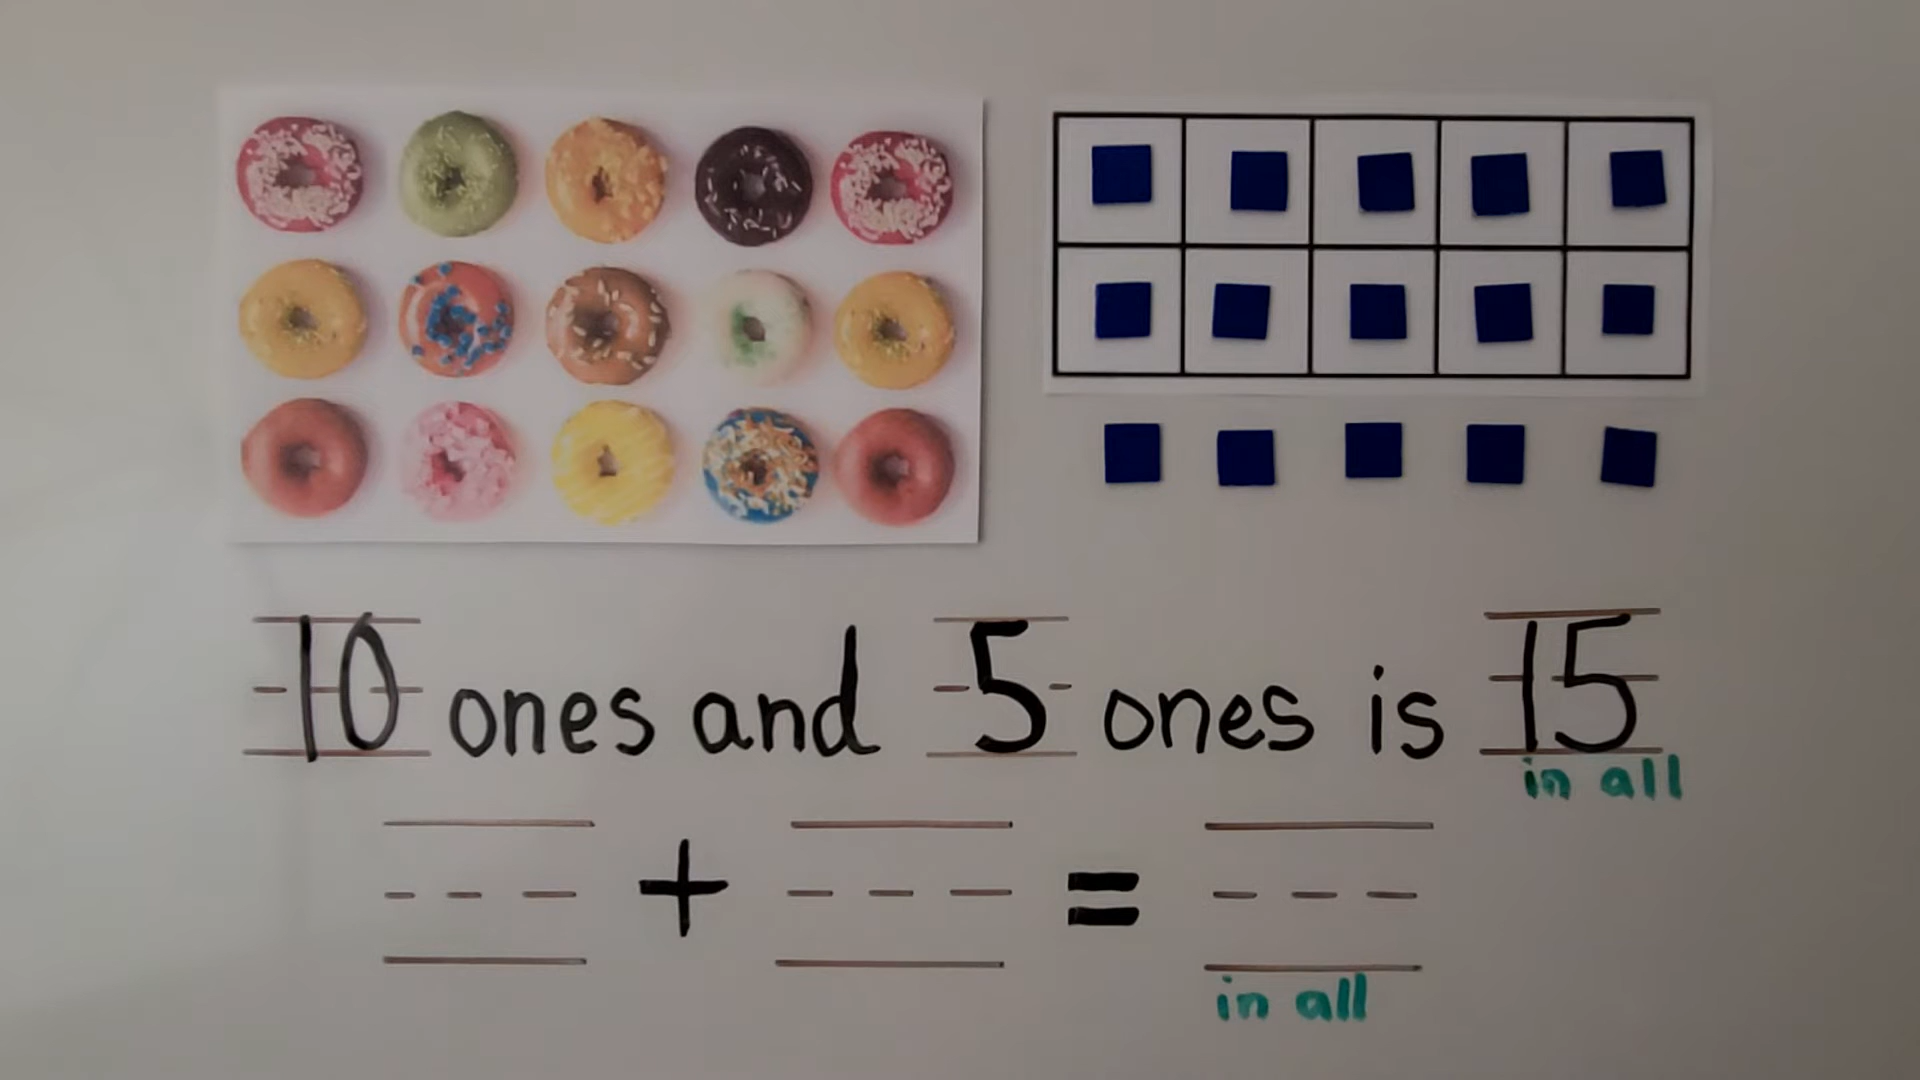 10 ones and 5 ones is 15
in all
+ =
in all